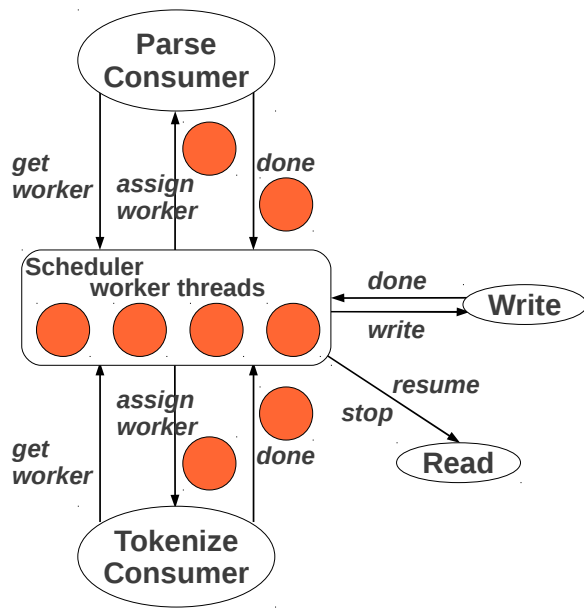 Parse
Consumer
get
worker
assign
worker
done
Scheduler
worker threads
done
Write
write
resume
stop
Read
assign
worker
get
worker
done
Tokenize
Consumer